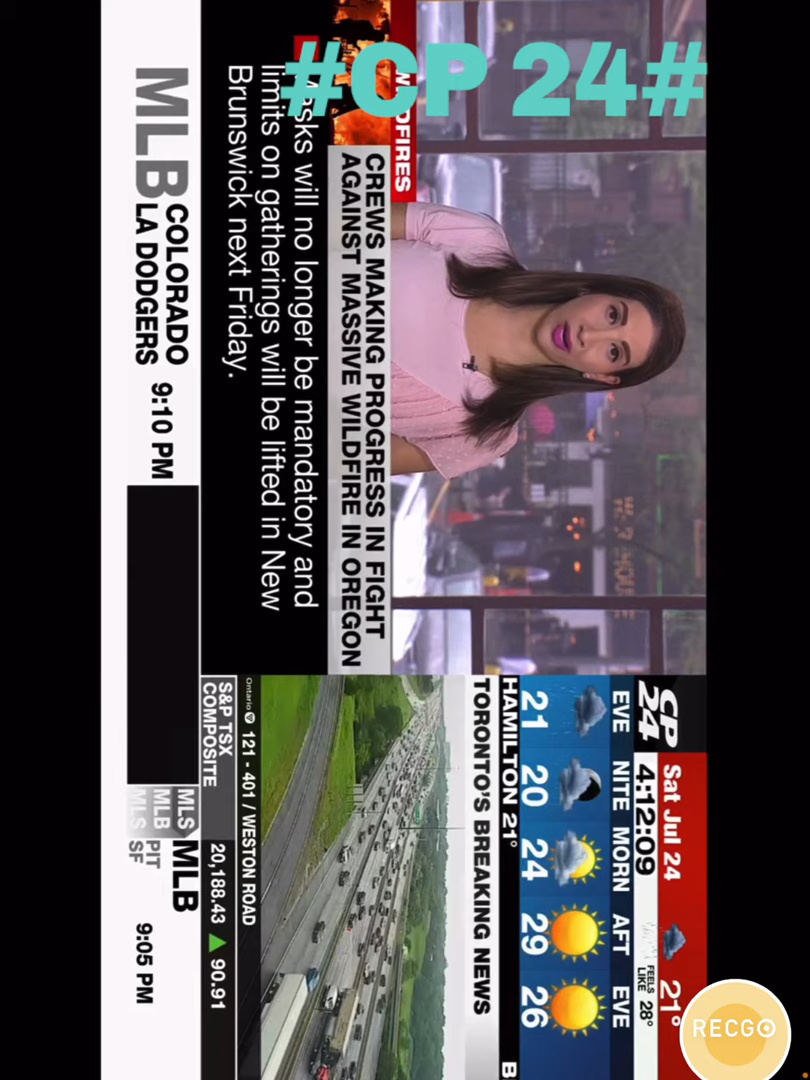 #CP 24#
WILDFIRES
CREWS MAKING PROGRESS IN FIGHT
AGAINST MASSIVE WILDFIRE IN OREGON
Masks will no longer be mandatory and
limits on gatherings will be lifted in New
Brunswick next Friday.
MLB
COLORADO
LA DODGERS
9:10 PM
CP
24
Sat Jul 24
21°
4:12:09
FEELS
LIKE
28°
EVE NITE MORN AFT EVE
21 20 24 29 26
HAMILTON 21°
B
TORONTO'S BREAKING NEWS
Ontario
121 - 401 / WESTON ROAD
S&P TSX
COMPOSITE
20,188.43
90.91
MLS
MLB
MLS
MLB
PIT
SF
9:05 PM
RECGO